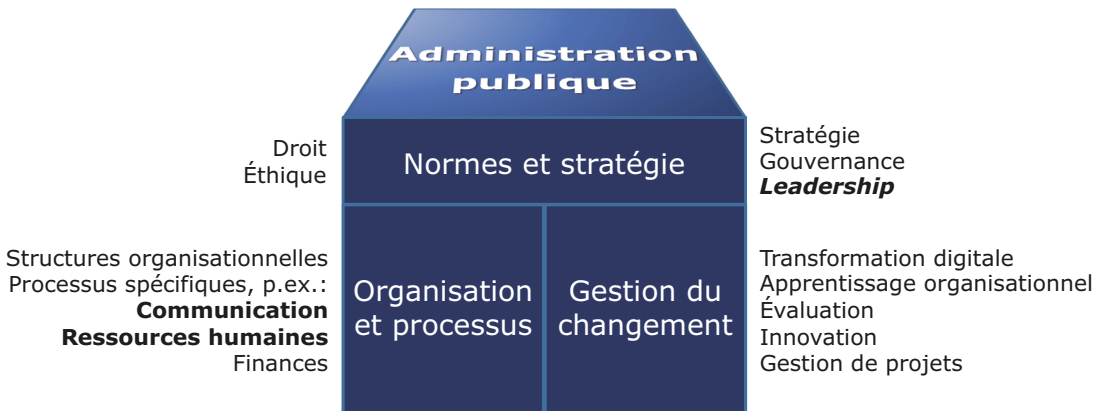 Administration
publique
Droit
Éthique
Normes et stratégie
Stratégie
Gouvernance
Leadership
Structures organisationnelles
Processus spécifiques, p.ex.:
Communication
Ressources humaines
Finances
Organisation
et processus
Gestion du
changement
Transformation digitale
Apprentissage organisationnel
Évaluation
Innovation
Gestion de projets